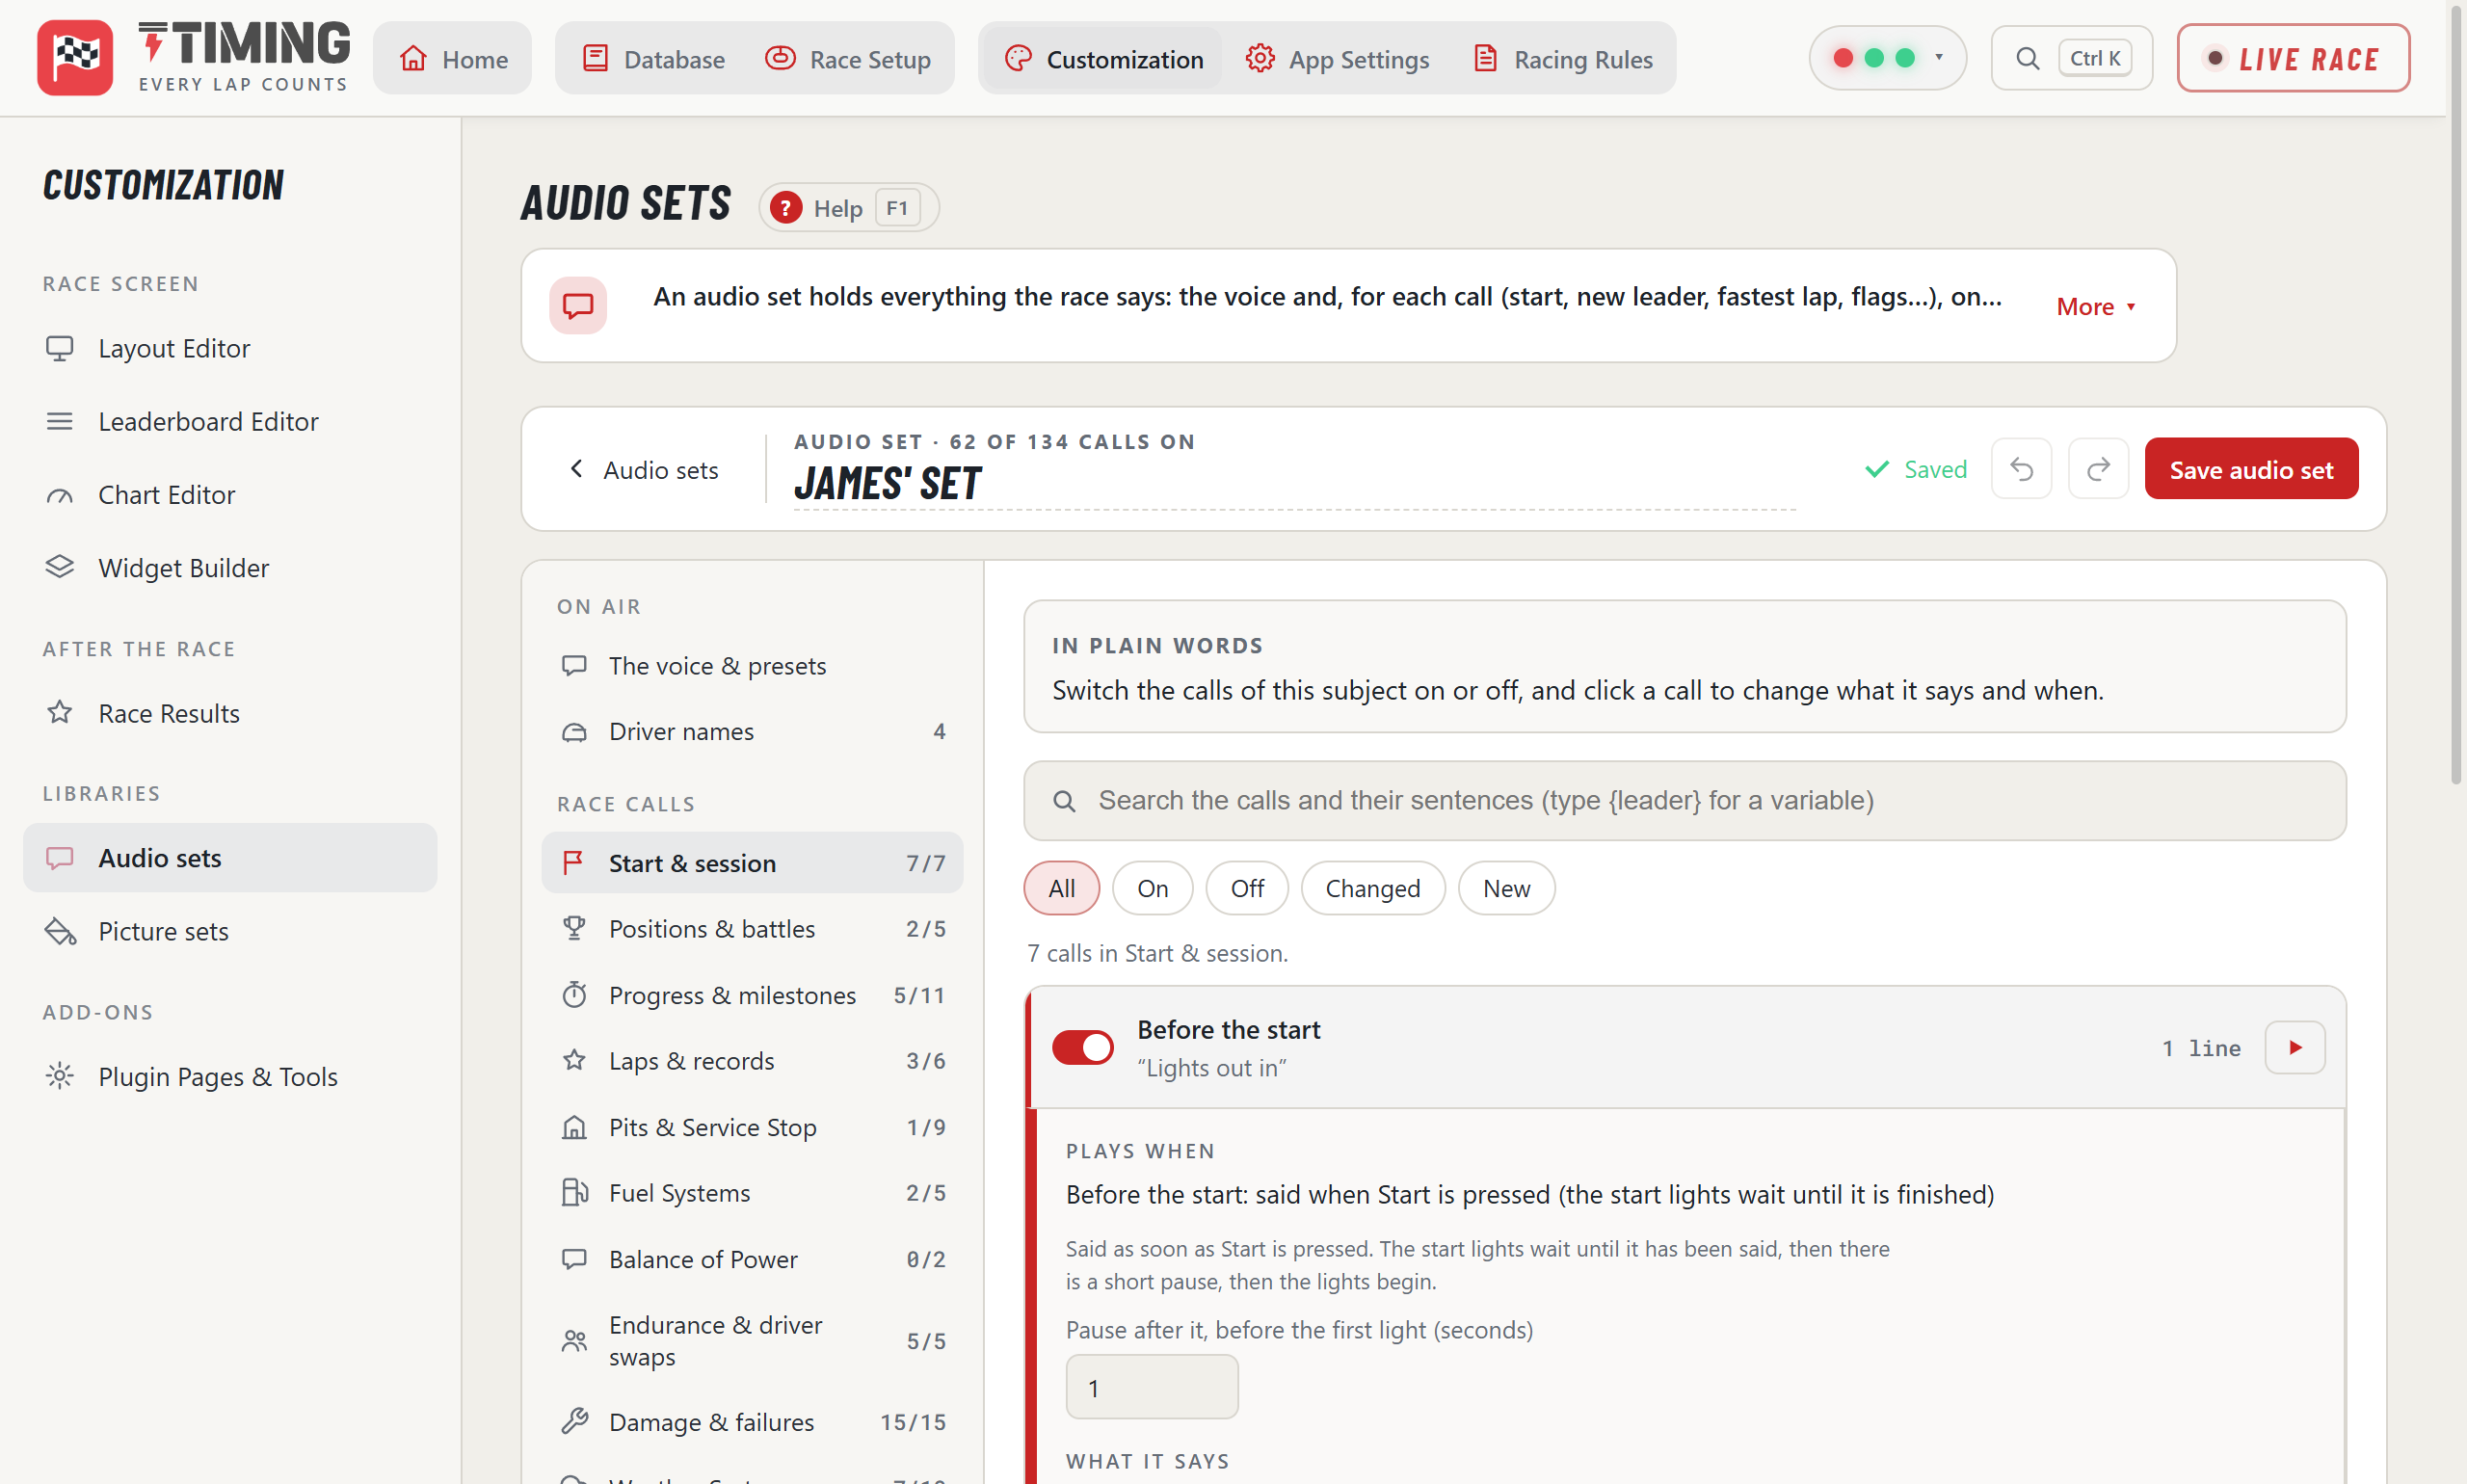 TIMING
EVERY LAP COUNTS
Home
Database
Race Setup
Customization
App Settings
Racing Rules
Ctrl K
LIVE RACE
CUSTOMIZATION
RACE SCREEN
Layout Editor
Leaderboard Editor
Chart Editor
Widget Builder
AFTER THE RACE
Race Results
LIBRARIES
Audio sets
Picture sets
ADD-ONS
Plugin Pages & Tools
AUDIO SETS
? Help F1
An audio set holds everything the race says: the voice and, for each call (start, new leader, fastest lap, flags...), on...
More
Audio sets
AUDIO SET · 62 OF 134 CALLS ON
JAMES' SET
Saved
Save audio set
ON AIR
The voice & presets
Driver names 4
RACE CALLS
Start & session 7/7
Positions & battles 2/5
Progress & milestones 5/11
Laps & records 3/6
Pits & Service Stop 1/9
Fuel Systems 2/5
Balance of Power 0/2
Endurance & driver
swaps 5/5
Damage & failures 15/15
IN PLAIN WORDS
Switch the calls of this subject on or off, and click a call to change what it says and when.
Search the calls and their sentences (type {leader} for a variable)
All
On
Off
Changed
New
7 calls in Start & session.
Before the start
“Lights out in”
1 line
PLAYS WHEN
Before the start: said when Start is pressed (the start lights wait until it is finished)
Said as soon as Start is pressed. The start lights wait until it has been said, then there
is a short pause, then the lights begin.
Pause after it, before the first light (seconds)
1
WHAT IT SAYS